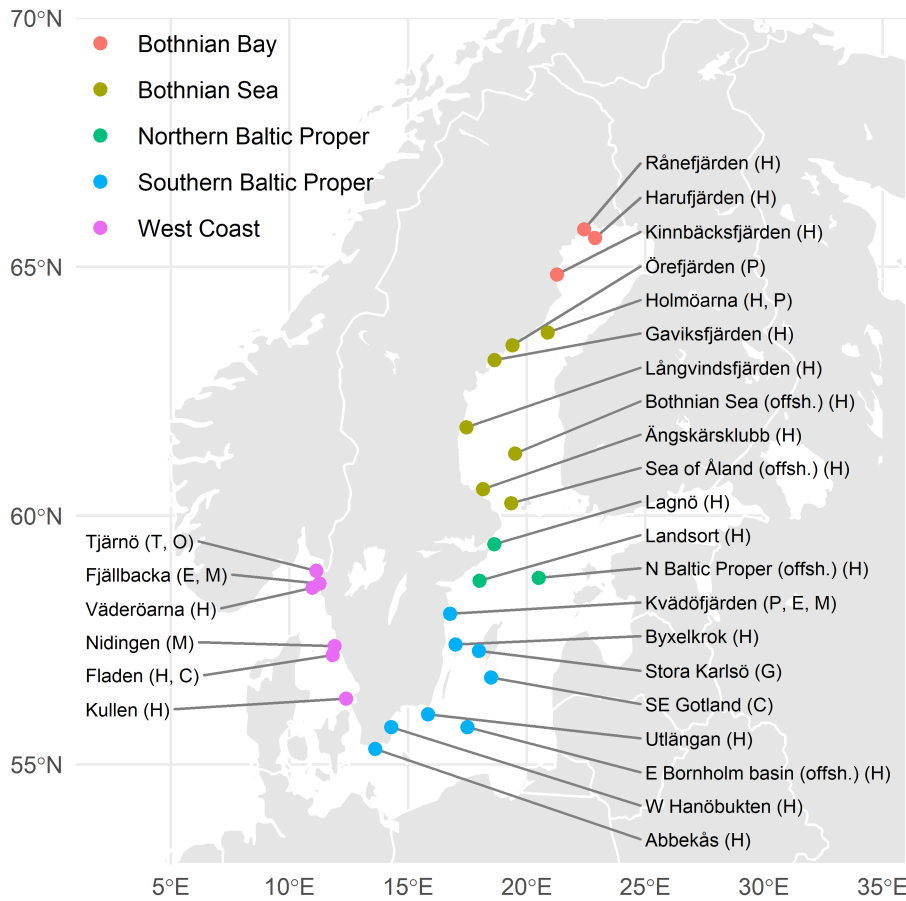 70°N
65°N
60°N
55°N
Bothnian Bay
Bothnian Sea
Northern Baltic Proper
Southern Baltic Proper
West Coast
Rånefjärden (H)
Harufjärden (H)
Kinnbäcksfjärden (H)
Örefjärden (P)
Holmöarna (H, P)
Gaviksfjärden (H)
Långvindsfjärden (H)
Bothnian Sea (offsh.) (H)
Ängskärsklubb (H)
Sea of Åland (offsh.) (H)
Lagnö (H)
Landsort (H)
N Baltic Proper (offsh.) (H)
Kvädöfjärden (P, E, M)
Byxelkrok (H)
Stora Karlsö (G)
SE Gotland (C)
Utlängan (H)
E Bornholm basin (offsh.) (H)
W Hanöbukten (H)
Abbekås (H)
Tjärnö (T, O)
Fjällbacka (E, M)
Väderöarna (H)
Nidingen (M)
Fladen (H, C)
Kullen (H)
5°E 10°E 15°E 20°E 25°E 30°E 35°E